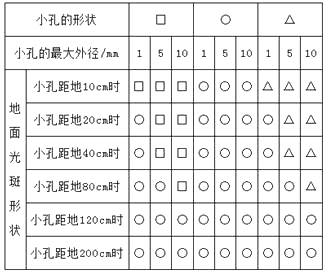 小孔的形状 □ ○ △
小孔的最大外径/mm 1 5 10 1 5 10 1 5 10
地面光斑形状
小孔距地10cm时 □ □ □ ○ ○ ○ △ △ △
小孔距地20cm时 ○ □ □ ○ ○ ○ ○ △ △
小孔距地40cm时 ○ □ □ ○ ○ ○ ○ △ △
小孔距地80cm时 ○ ○ □ ○ ○ ○ ○ ○ △
小孔距地120cm时 ○ ○ ○ ○ ○ ○ ○ ○ ○
小孔距地200cm时 ○ ○ ○ ○ ○ ○ ○ ○ ○